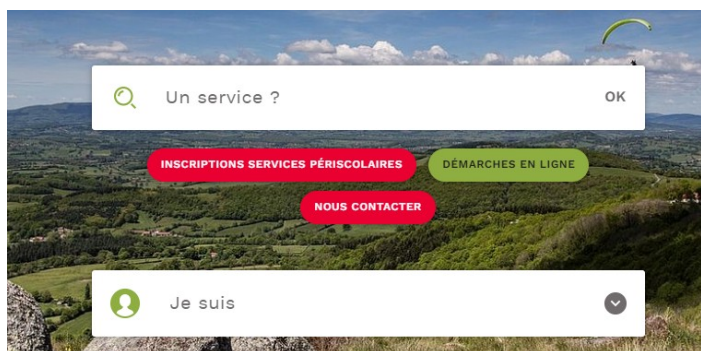 Un service ?
OK
INSCRIPTIONS SERVICES PÉRISCOLAIRES
DÉMARCHES EN LIGNE
NOUS CONTACTER
Je suis